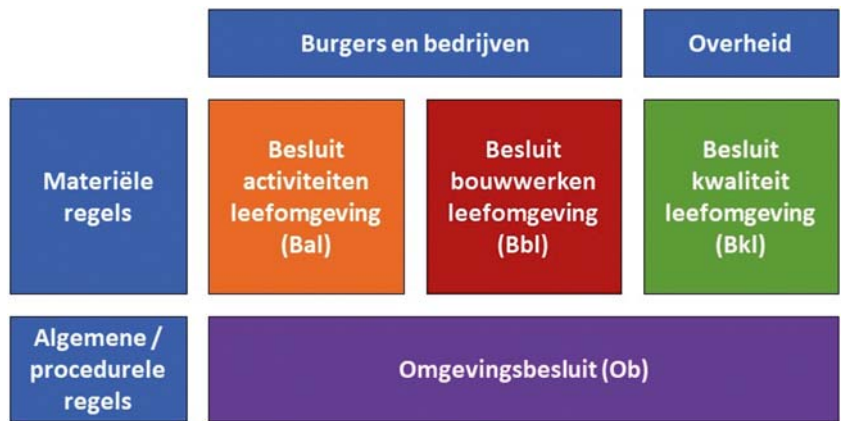 Burgers en bedrijven
Overheid
Materiële
regels
Besluit
activiteiten
leefomgeving
(Bal)
Besluit
bouwwerken
leefomgeving
(Bbl)
Besluit
kwaliteit
leefomgeving
(Bkl)
Algemene /
procedurele
regels
Omgevingsbesluit (Ob)